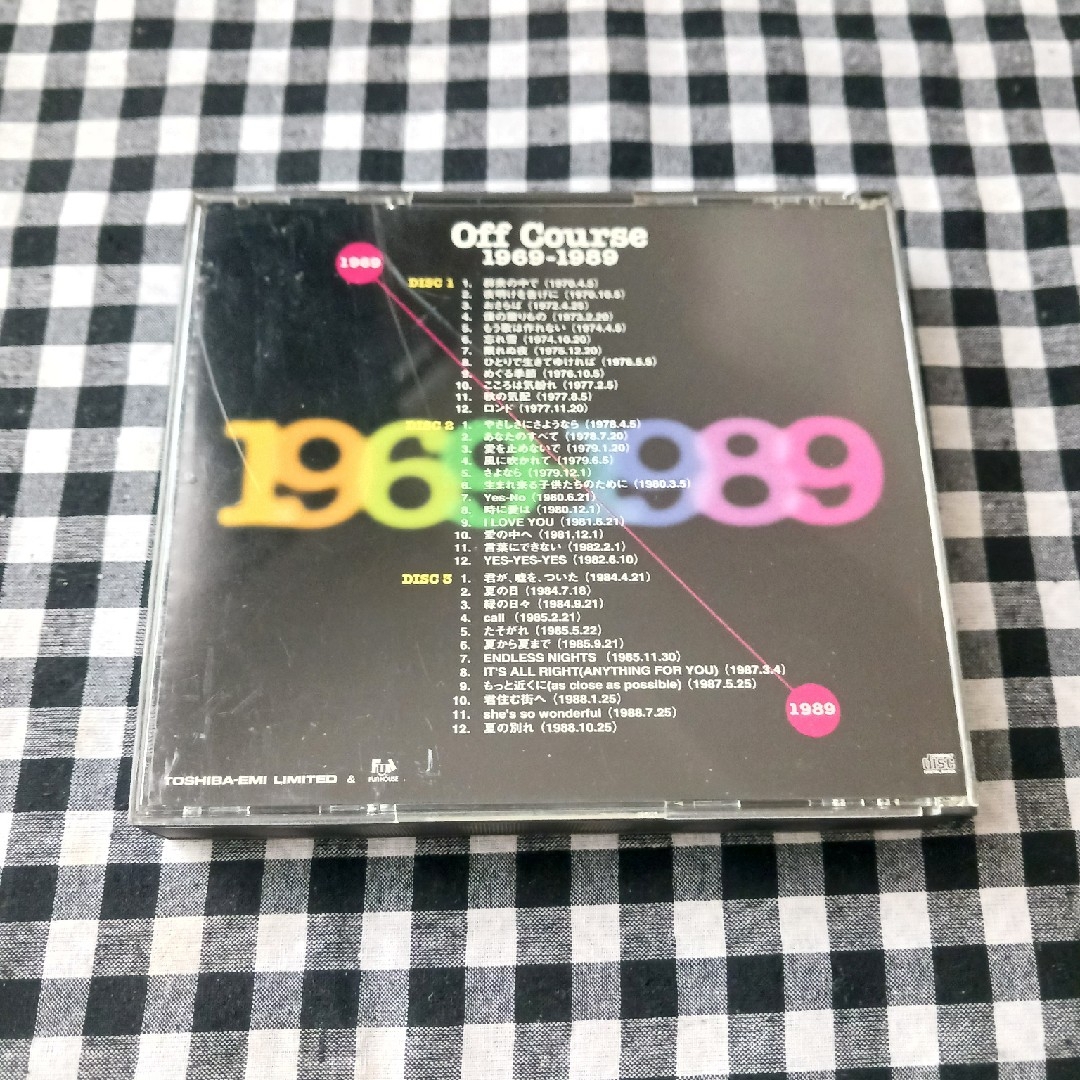 Off Course
1969-1989
1969
DISC 1 1. 群衆の中で (1970.4.5)
2. 夜明けを告げに (1970.10.5)
3. おさらば (1972.4.25)
4. 僕の贈りもの (1973.2.20)
5. もう歌は作れない (1974.4.5)
6. 忘れ雪 (1974.10.20)
7. 眠れぬ夜 (1975.12.20)
8. ひとりで生きてゆければ (1976.5.5)
9. めぐる季節 (1976.10.5)
10. こころは気紛れ (1977.2.5)
11. 秋の気配 (1977.8.5)
12. ロンド (1977.11.20)
DISC 2 1. やさしさにさようなら (1978.4.5)
2. あなたのすべて (1978.7.20)
3. 愛を止めないで (1979.1.20)
4. 風に吹かれて (1979.6.5)
5. さよなら (1979.12.1)
6. 生まれ来る子供たちのために (1980.3.5)
7. Yes-No (1980.6.21)
8. 時に愛は (1980.12.1)
9. I LOVE YOU (1981.6.21)
10. 愛の中へ (1981.12.1)
11. 言葉にできない (1982.2.1)
12. YES-YES-YES (1982.6.10)
DISC 3 1. 君が、嘘を、ついた (1984.4.21)
2. 夏の日 (1984.7.18)
3. 緑の日々 (1984.9.21)
4. call (1985.2.21)
5. たそがれ (1985.5.22)
6. 夏から夏まで (1985.9.21)
7. ENDLESS NIGHTS (1985.11.30)
8. IT'S ALL RIGHT(ANYTHING FOR YOU) (1987.3.4)
9. もっと近くに(as close as possible) (1987.5.25)
10. 君住む街へ (1988.1.25)
11. she's so wonderful (1988.7.25)
12. 夏の別れ (1988.10.25)
1989
TOSHIBA-EMI LIMITED & FUN HOUSE
disc